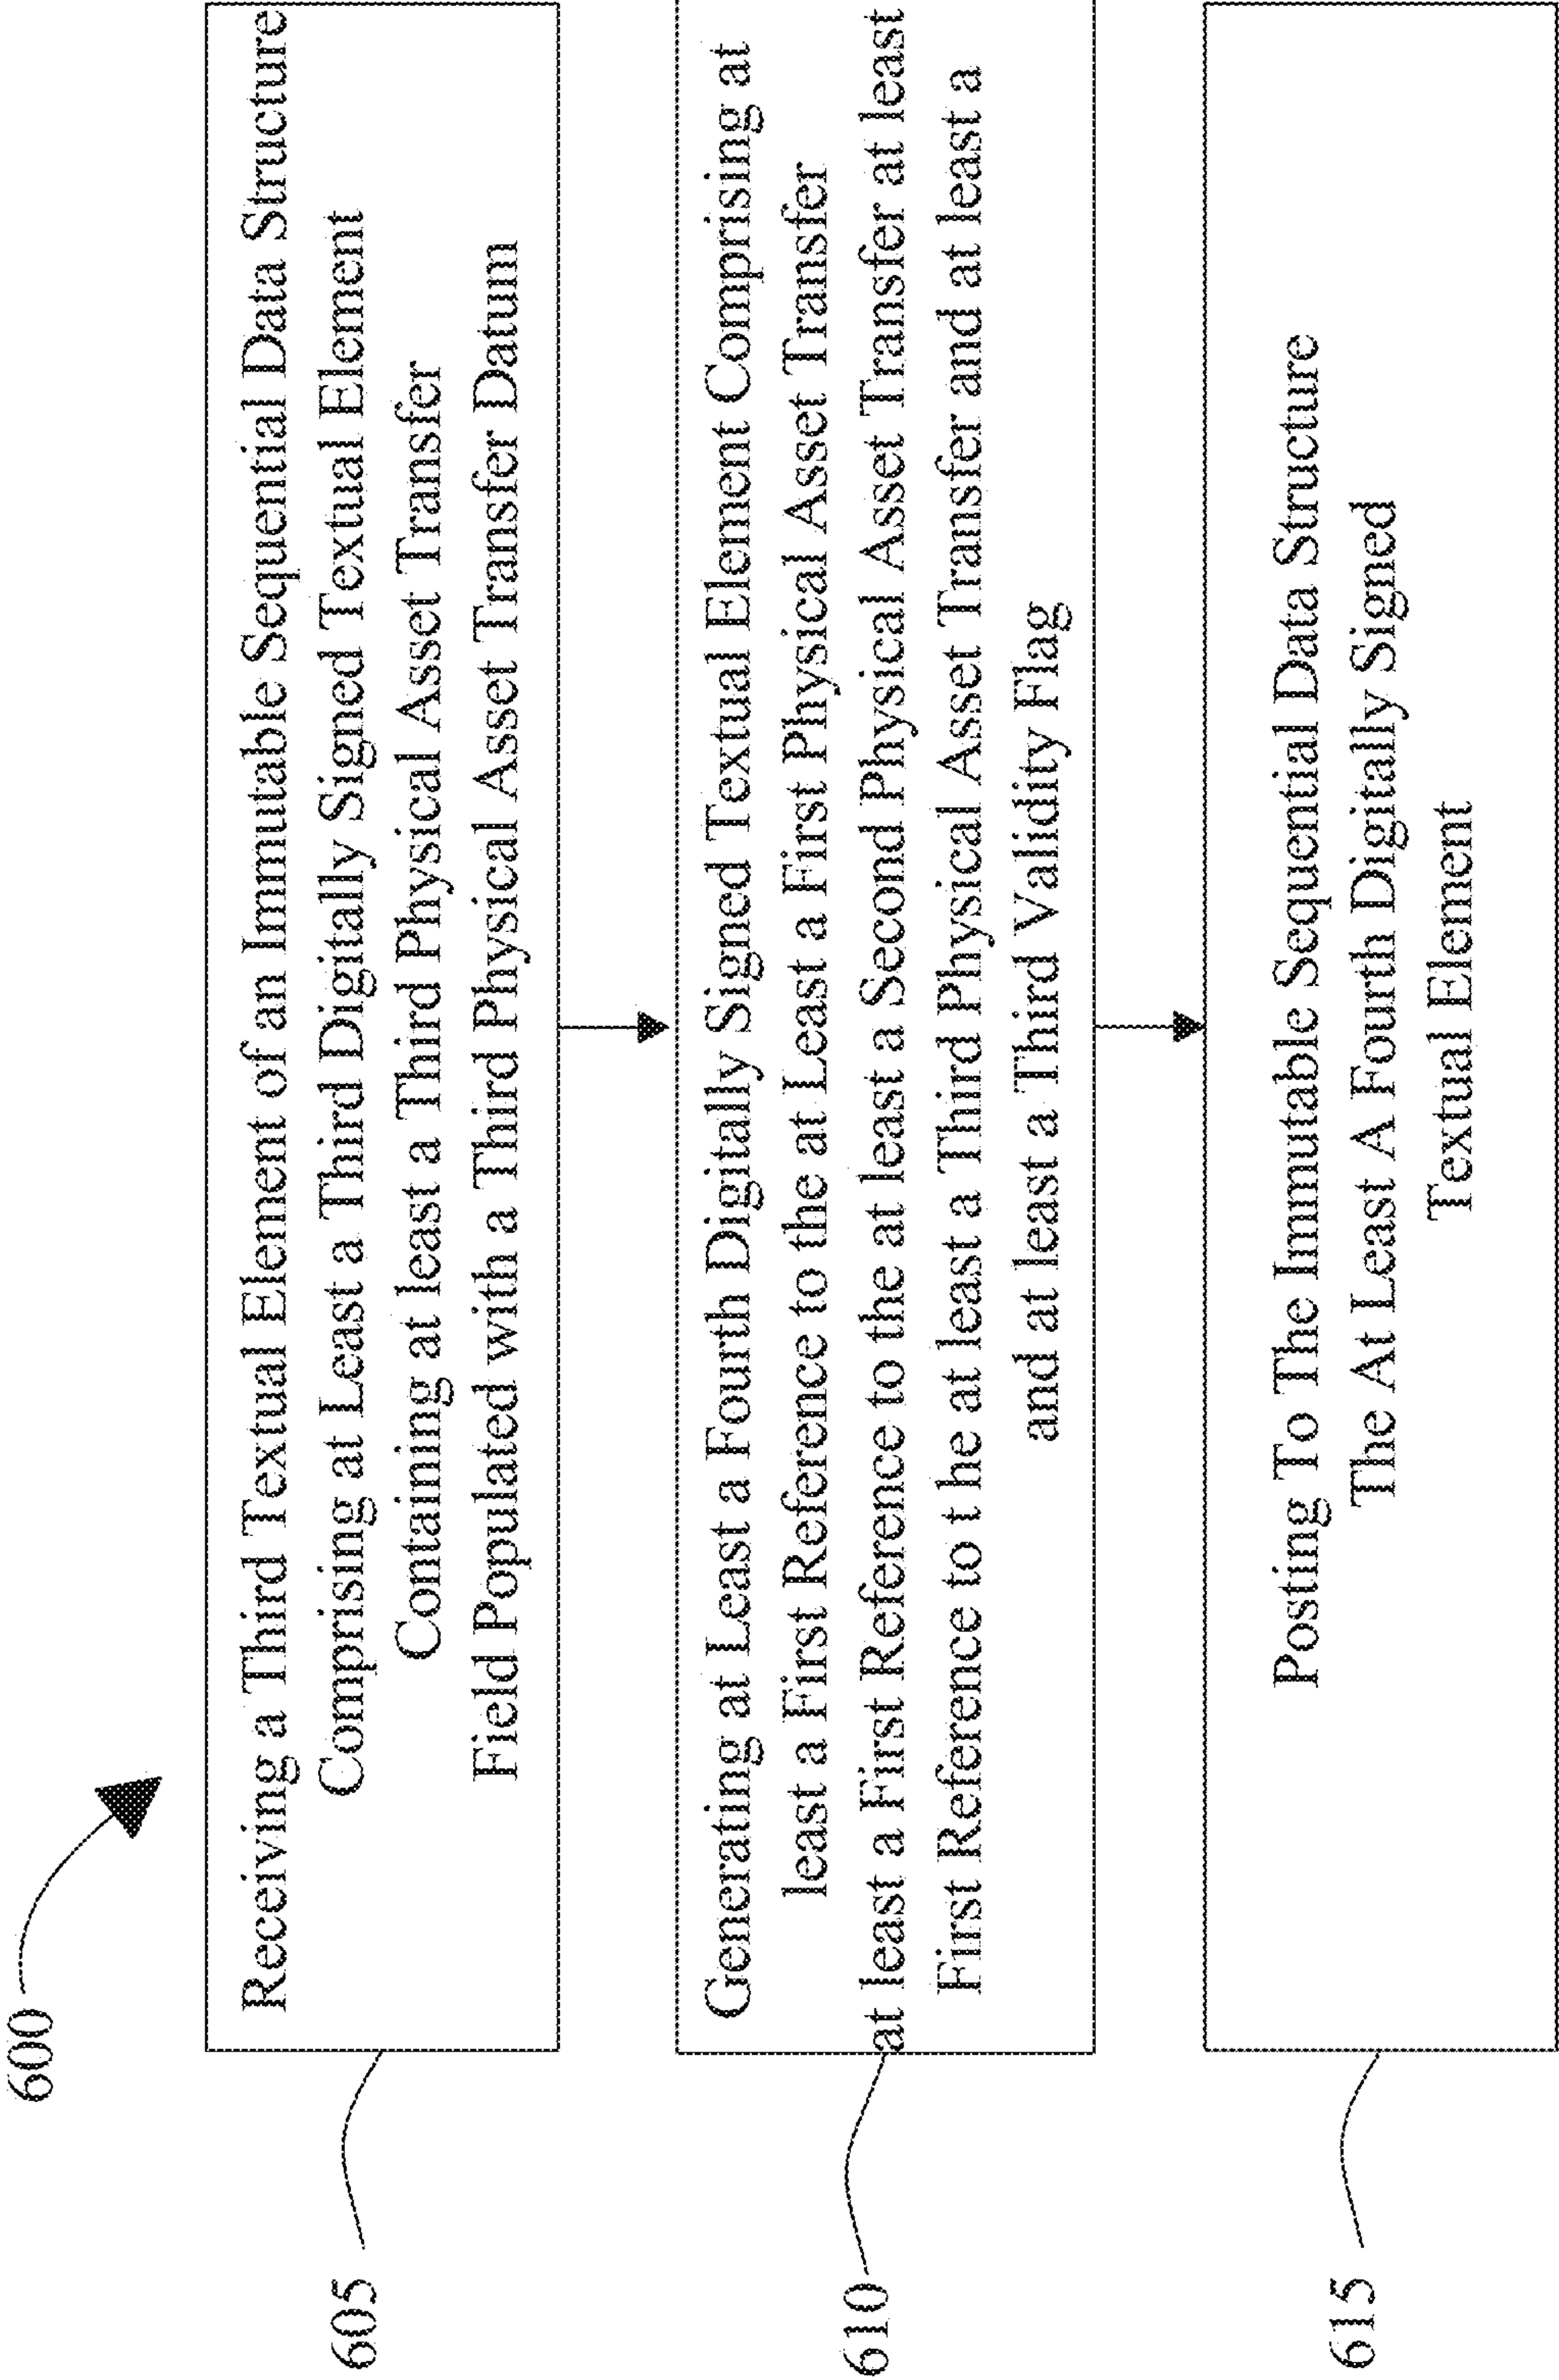 600
605
Receiving a Third Textual Element of an Immutable Sequential Data Structure
Comprising at Least a Third Digitally Signed Textual Element
Containing at least a Third Physical Asset Transfer
Field Populated with a Third Physical Asset Transfer Datum
610
Generating at Least a Fourth Digitally Signed Textual Element Comprising at
least a First Reference to the at Least a First Physical Asset Transfer
at least a First Reference to the at least a Second Physical Asset Transfer at least
First Reference to t he at least a Third Physical Asset Transfer and at least a
and at least a Third Validity Flag
615
Posting To The Immutable Sequential Data Structure
The At Least A Fourth Digitally Signed
Textual Element